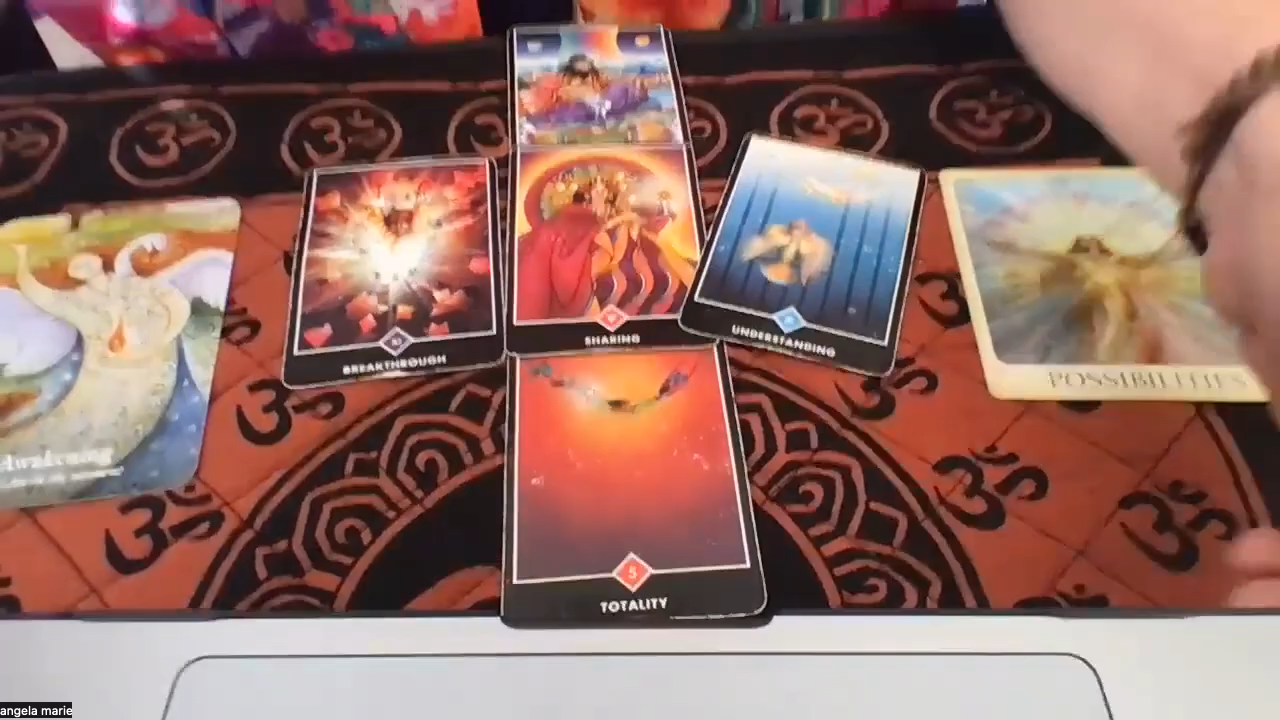 BREAKTHROUGH
SHARING
UNDERSTANDING
POSSIBILITIES
Awakening
5
TOTALITY
angela marie